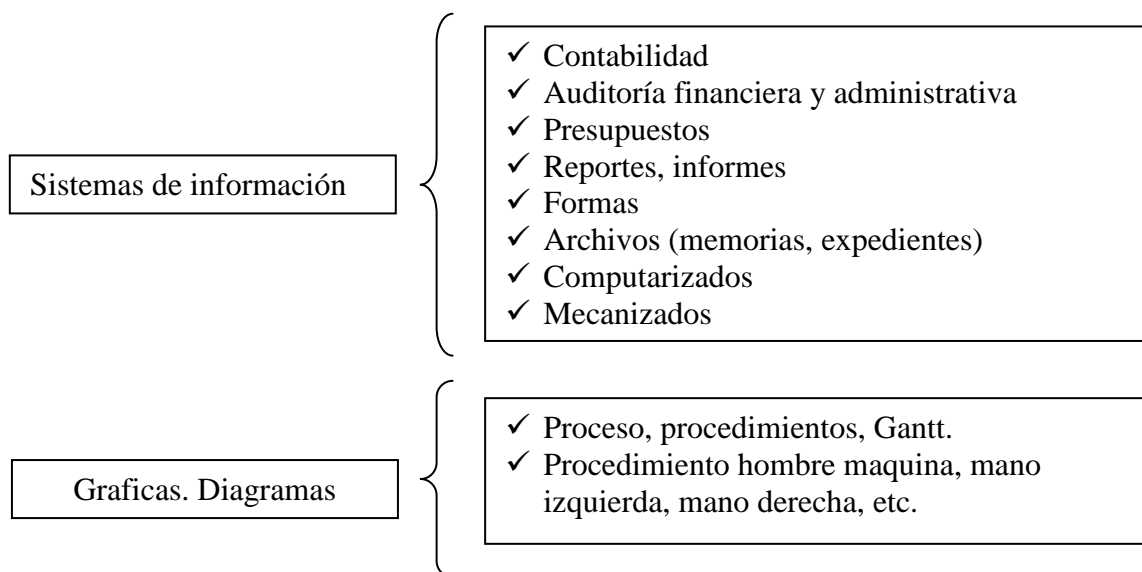 Sistemas de información
✓ Contabilidad
✓ Auditoría financiera y administrativa
✓ Presupuestos
✓ Reportes, informes
✓ Formas
✓ Archivos (memorias, expedientes)
✓ Computarizados
✓ Mecanizados
Graficas. Diagramas
✓ Proceso, procedimientos, Gantt.
✓ Procedimiento hombre maquina, mano
izquierda, mano derecha, etc.